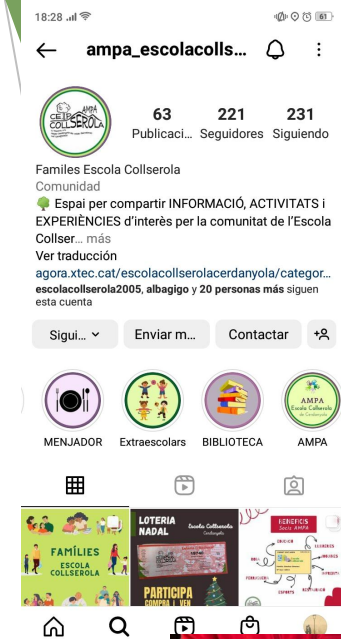 18:28
61
ampa_escolacolls...
AMPA
CEIP
COLLSEROLA
63
221
231
Publicaci...
Seguidores
Siguiendo
Familes Escola Collserola
Comunidad
Espai per compartir INFORMACIÓ, ACTIVITATS i
EXPERIÈNCIES d'interès per la comunitat de l'Escola
Collser... más
Ver traducción
agora.xtec.cat/escolacollserolacerdanyola/categor...
escolacollserola2005, albagigo y 20 personas más siguen
esta cuenta
Sigui...
Enviar m...
Contactar
AMPA
Escola Collserola
MENJADOR
Extraescolars
BIBLIOTECA
AMPA
FAMÍLIES
ESCOLA
COLLSEROLA
LOTERIA
NADAL
Escola Collserola
PARTICIPA
COMPRA I VEN
BENEFICIS
Socis AMPA